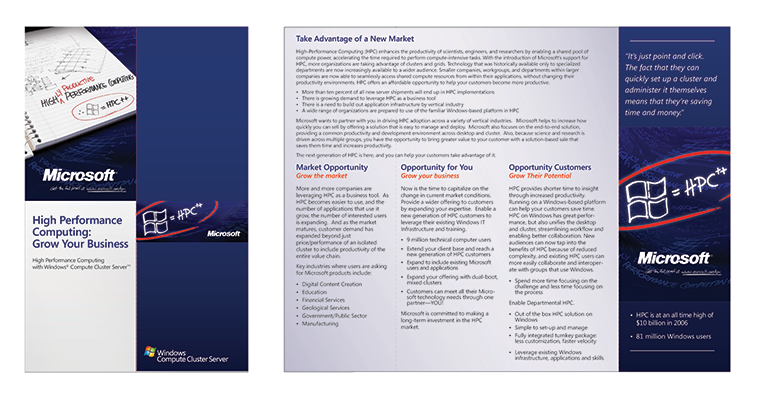 HIGH PRODUCTIVE PERFORMANCE COMPUTING
= HPC++
Microsoft
Get the hot proof at www.microsoft.com/hpc
High Performance
Computing:
Grow Your Business
High Performance Computing
with Windows® Compute Cluster Server™
= HPC++
Microsoft
Windows
Compute Cluster Server
Take Advantage of a New Market
High-Performance Computing (HPC) enhances the productivity of scientists, engineers, and researchers by enabling a shared pool of
compute power, accelerating the time required to perform compute-intensive tasks. With the introduction of Microsoft's support for
HPC, more organizations are taking advantage of clusters and grids. Technology that was historically available only to specialized
departments are now increasingly available to a wider audience: Smaller companies, workgroups, and departments within larger
companies are now able to seamlessly access shared compute resources from within their applications, without changing their
productivity environments. HPC offers an affordable opportunity to help your customers become more productive.
• More than ten percent of all new server shipments will end up in HPC implementations
• There is growing demand to leverage HPC as a business tool
• There is a need to build out application infrastructure by vertical industry
• A wide range of organizations are prepared to use of the familiar Windows-based platform in HPC
Microsoft wants to partner with you in driving HPC adoption across a variety of vertical industries. Microsoft helps to increase how
quickly you can sell by offering a solution that is easy to manage and deploy. Microsoft also focuses on the end-to-end solution,
providing a common productivity and development environment across desktop and cluster. Also, because science and research is
driven across multiple groups, you have the opportunity to bring greater value to your customer with a solution-based sale that
saves them time and increases productivity.
The next generation of HPC is here, and you can help your customers take advantage of it.
Market Opportunity
Grow the market
More and more companies are
leveraging HPC as a business tool. As
HPC becomes easier to use, and the
number of applications that use it
grow, the number of interested users
is expanding. And as the market
matures, customer demand has
expanded beyond just
price/performance of an isolated
cluster to include productivity of the
entire value chain.
Key industries where users are asking
for Microsoft products include:
• Digital Content Creation
• Education
• Financial Services
• Geological Services
• Government/Public Sector
• Manufacturing
Opportunity for You
Grow your business
Now is the time to capitalize on the
change in current market conditions.
Provide a wider offering to customers
by expanding your expertise. Enable a
new generation of HPC customers to
leverage their existing Windows IT
Infrastructure and training.
• 9 million technical computer users
• Extend your client base and reach a
new generation of HPC customers
• Expand to include existing Microsoft
users and applications
• Expand your offering with dual-boot,
mixed clusters
• Customers can meet all their Micro-
soft technology needs through one
partner—YOU!
Microsoft is committed to making a
long-term investment in the HPC
market.
Opportunity Customers
Grow Their Potential
HPC provides shorter time to insight
through increased productivity.
Running on a Windows-based platform
can help your customers save time.
HPC on Windows has great perfor-
mance, but also unifies the desktop
and cluster, streamlining workflow and
enabling better collaboration. New
audiences can now tap into the
benefits of HPC because of reduced
complexity, and existing HPC users can
more easily collaborate and interoper-
ate with groups that use Windows.
• Spend more time focusing on the
challenge and less time focusing on
the process
Enable Departmental HPC.
• Out of the box HPC solution on
Windows
• Simple to set-up and manage
• Fully integrated turnkey package:
less customization, faster velocity
• Leverage existing Windows
infrastructure, applications and skills
"It's just point and click.
The fact that they can
quickly set up a cluster and
administer it themselves
means that they're saving
time and money."
= HPC++
Microsoft
Get the hot proof at www.microsoft.com/hpc
• HPC is at an all time high of
$10 billion in 2006
• 81 million Windows users